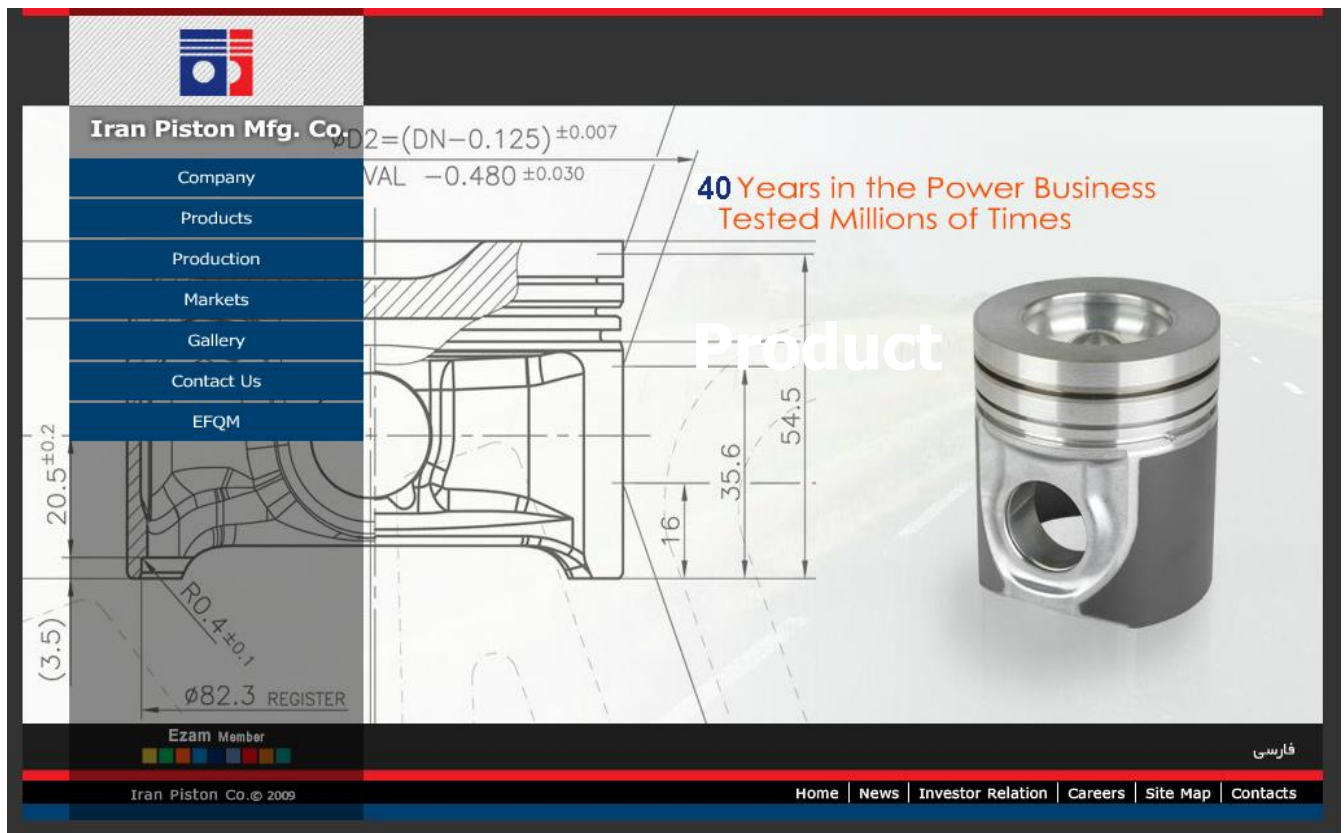 Iran Piston Mfg. Co.
Company
Products
Production
Markets
Gallery
Contact Us
EFQM
D2=(DN-0.125) ±0.007
VAL -0.480 ±0.030
40 Years in the Power Business
Tested Millions of Times
Product
54.5
35.6
16
20.5±0.2
(3.5)
R0.4±0.1
Ø82.3 REGISTER
Ezam Member
فارسی
Iran Piston Co.© 2009
Home | News | Investor Relation | Careers | Site Map | Contacts